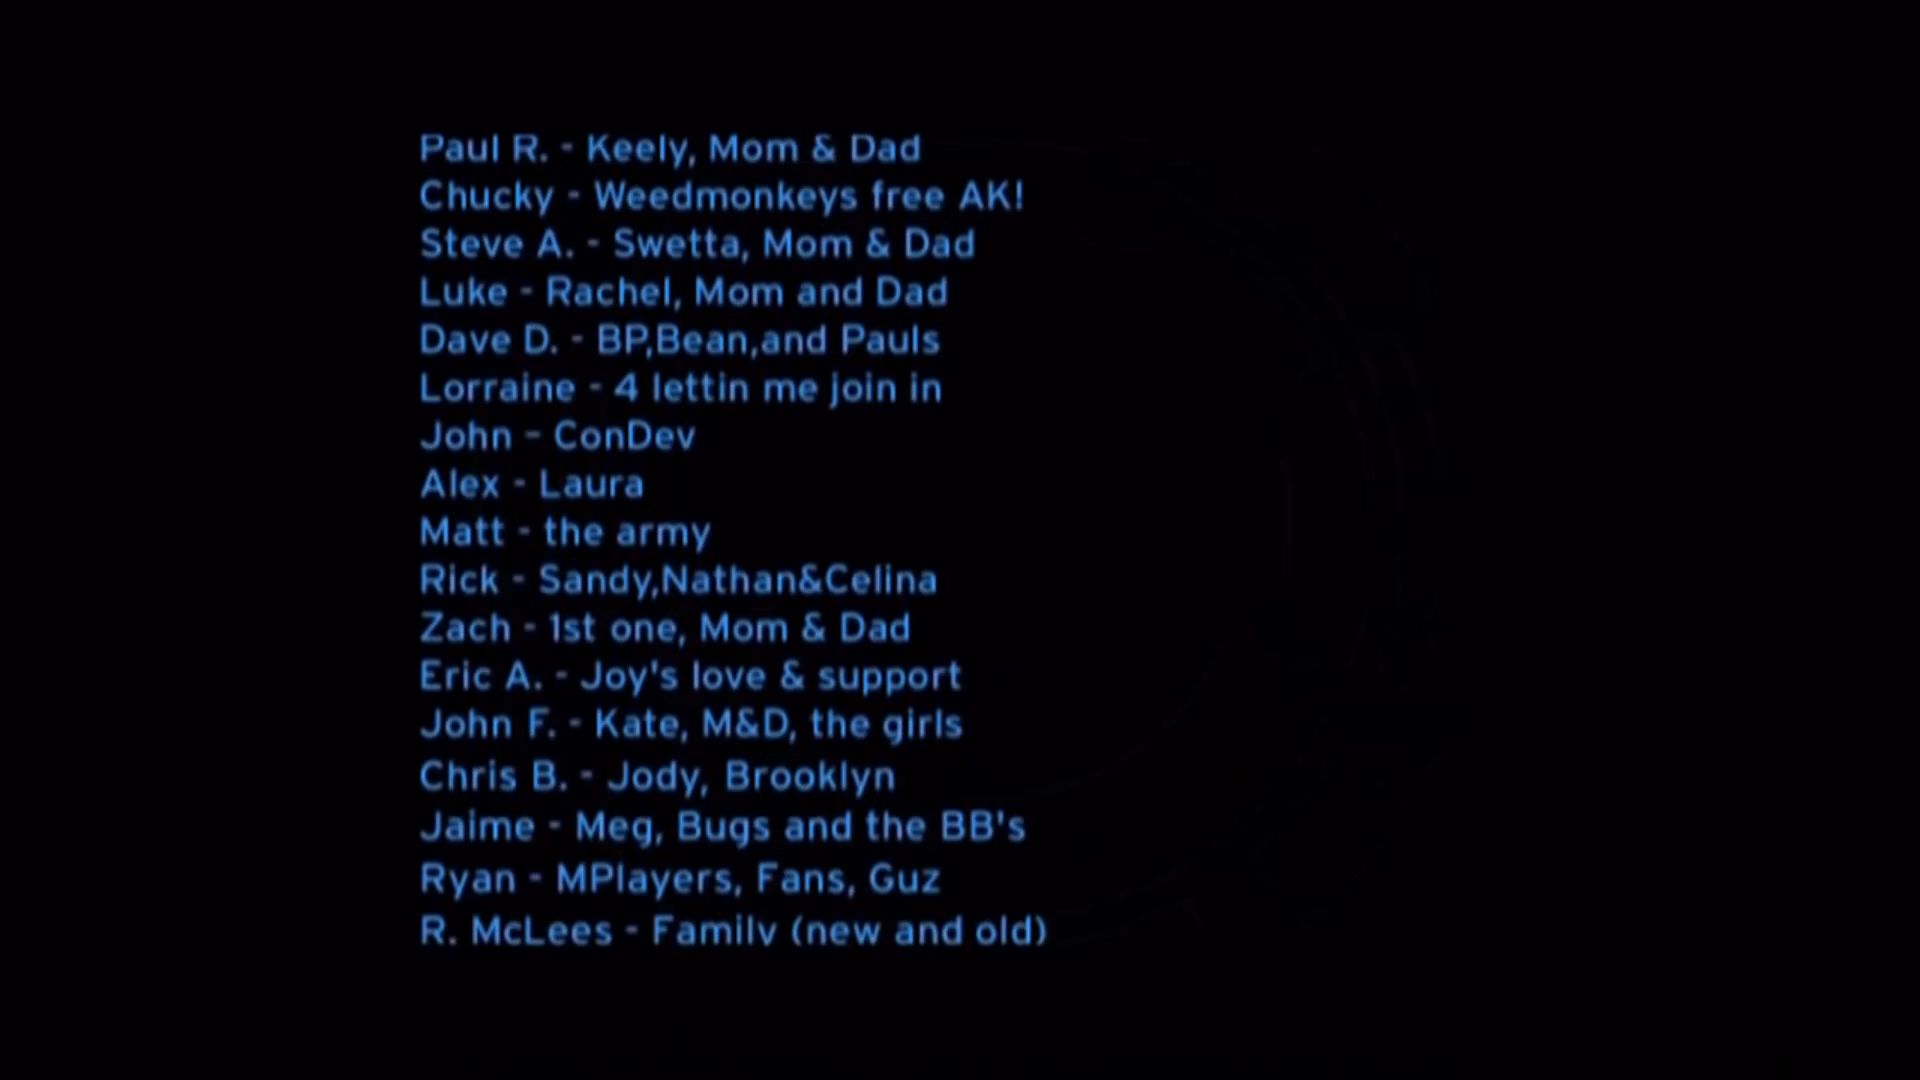 Paul R. - Keely, Mom & Dad
Chucky - Weedmonkeys free AK!
Steve A. - Swetta, Mom & Dad
Luke - Rachel, Mom and Dad
Dave D. - BP,Bean,and Pauls
Lorraine - 4 lettin me join in
John - ConDev
Alex - Laura
Matt - the army
Rick - Sandy,Nathan&Celina
Zach - 1st one, Mom & Dad
Eric A. - Joy's love & support
John F. - Kate, M&D, the girls
Chris B. - Jody, Brooklyn
Jaime - Meg, Bugs and the BB's
Ryan - MPlayers, Fans, Guz
R. McLees - Family (new and old)